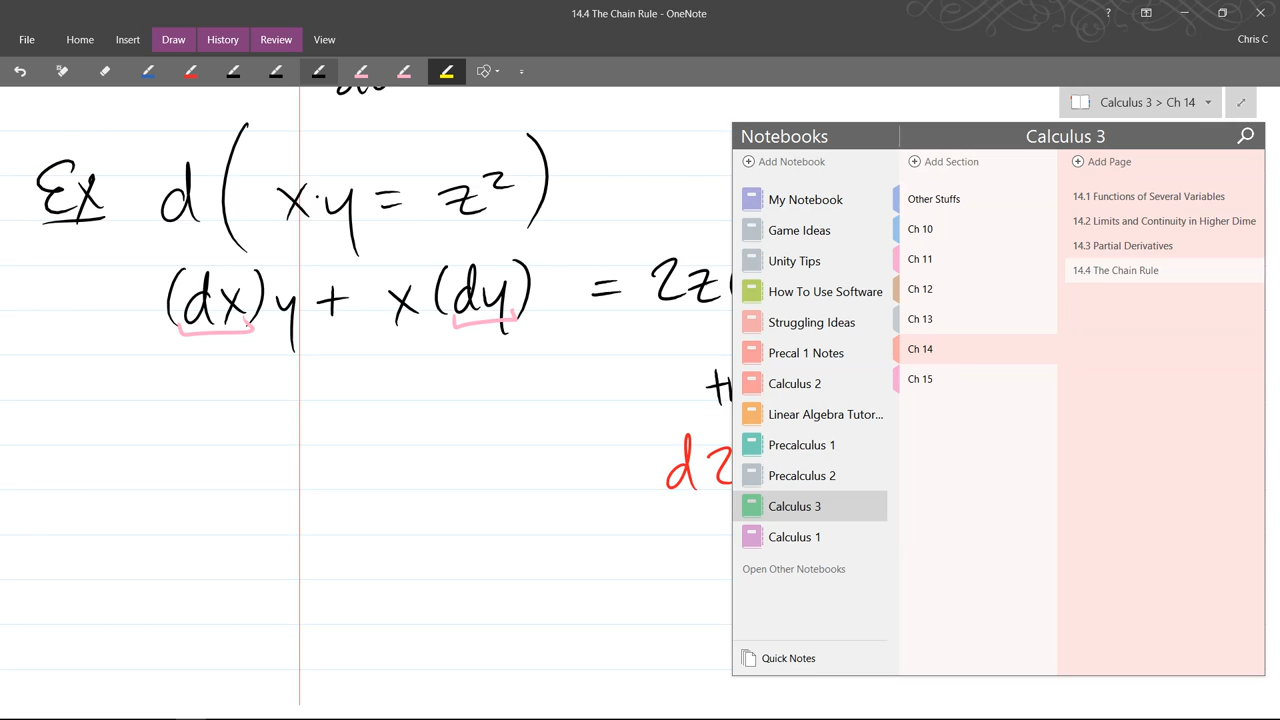 14.4 The Chain Rule - OneNote
File Home Insert Draw History Review View
Chris C
Calculus 3 > Ch 14
Ex d( x·y = z²)
(dx)y + x(dy) = 2z(
dz
Notebooks
Calculus 3
Add Notebook
Add Section
Add Page
My Notebook
Game Ideas
Unity Tips
How To Use Software
Struggling Ideas
Precal 1 Notes
Calculus 2
Linear Algebra Tutor...
Precalculus 1
Precalculus 2
Calculus 3
Calculus 1
Open Other Notebooks
Quick Notes
Other Stuffs
Ch 10
Ch 11
Ch 12
Ch 13
Ch 14
Ch 15
14.1 Functions of Several Variables
14.2 Limits and Continuity in Higher Dime
14.3 Partial Derivatives
14.4 The Chain Rule